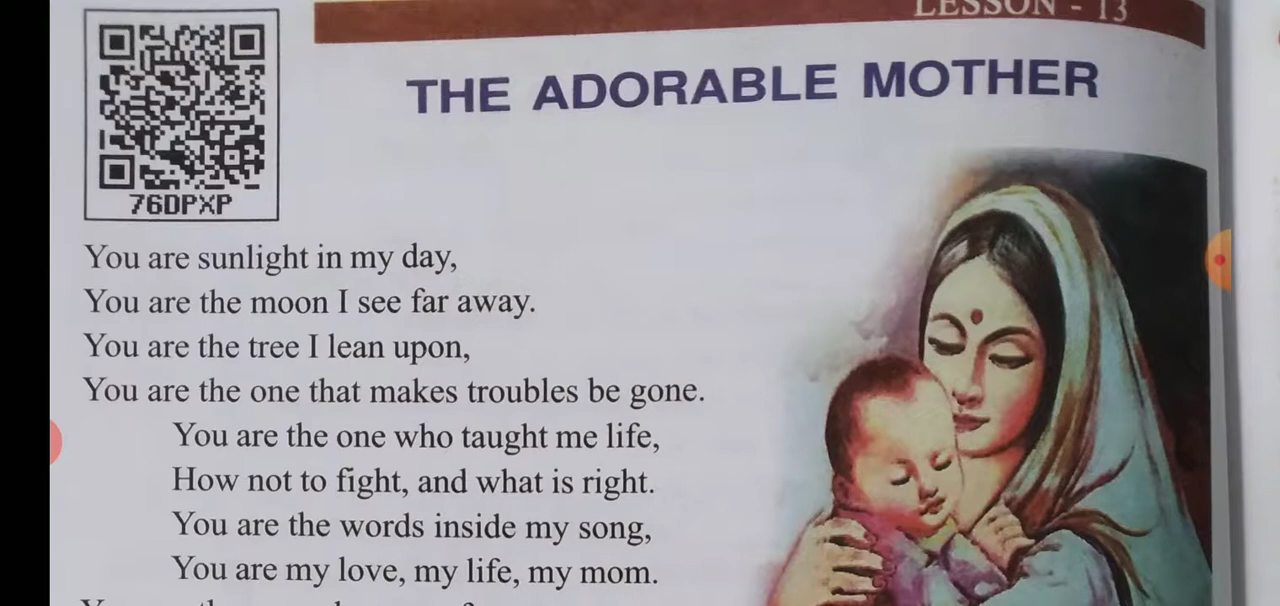 LESSON - 13
THE ADORABLE MOTHER
76DPXP
You are sunlight in my day,
You are the moon I see far away.
You are the tree I lean upon,
You are the one that makes troubles be gone.
You are the one who taught me life,
How not to fight, and what is right.
You are the words inside my song,
You are my love, my life, my mom.